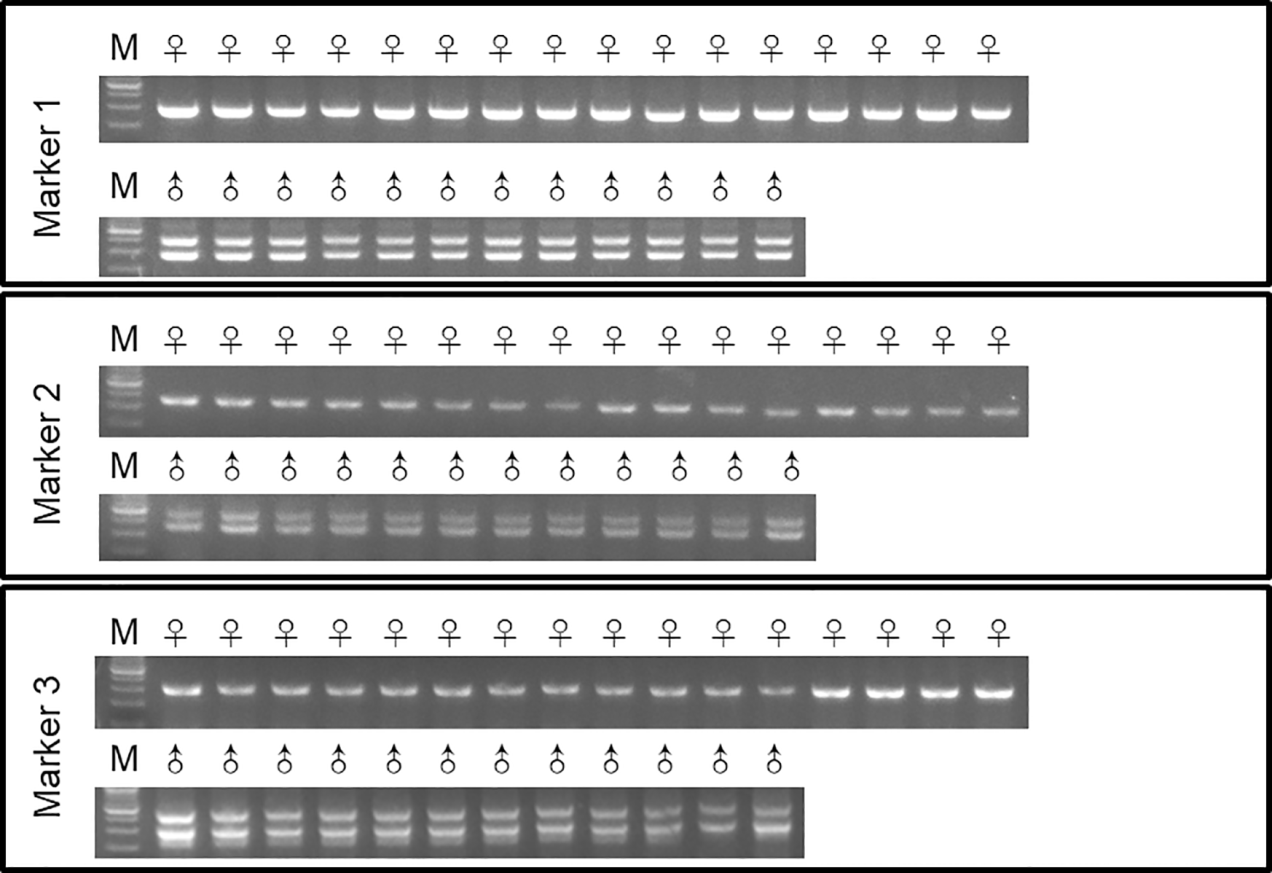 Marker 1
M ♀ ♀ ♀ ♀ ♀ ♀ ♀ ♀ ♀ ♀ ♀ ♀ ♀ ♀ ♀ ♀
M ♂ ♂ ♂ ♂ ♂ ♂ ♂ ♂ ♂ ♂ ♂ ♂
Marker 2
M ♀ ♀ ♀ ♀ ♀ ♀ ♀ ♀ ♀ ♀ ♀ ♀ ♀ ♀ ♀ ♀
M ♂ ♂ ♂ ♂ ♂ ♂ ♂ ♂ ♂ ♂ ♂ ♂
Marker 3
M ♀ ♀ ♀ ♀ ♀ ♀ ♀ ♀ ♀ ♀ ♀ ♀ ♀ ♀ ♀ ♀
M ♂ ♂ ♂ ♂ ♂ ♂ ♂ ♂ ♂ ♂ ♂ ♂